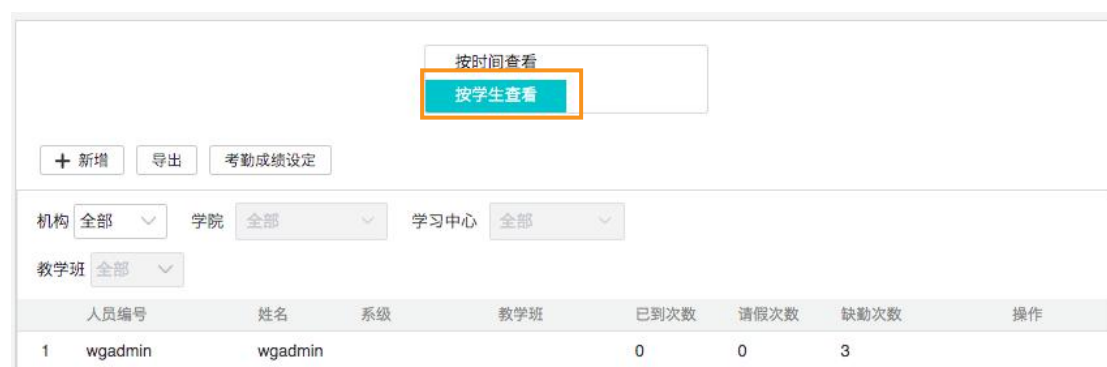 按时间查看
按学生查看
新增 导出 考勤成绩设定
机构 全部 学院 全部 学习中心 全部
教学班 全部
人员编号 姓名 系级 教学班 已到次数 请假次数 缺勤次数 操作
1 wgadmin wgadmin 0 0 3